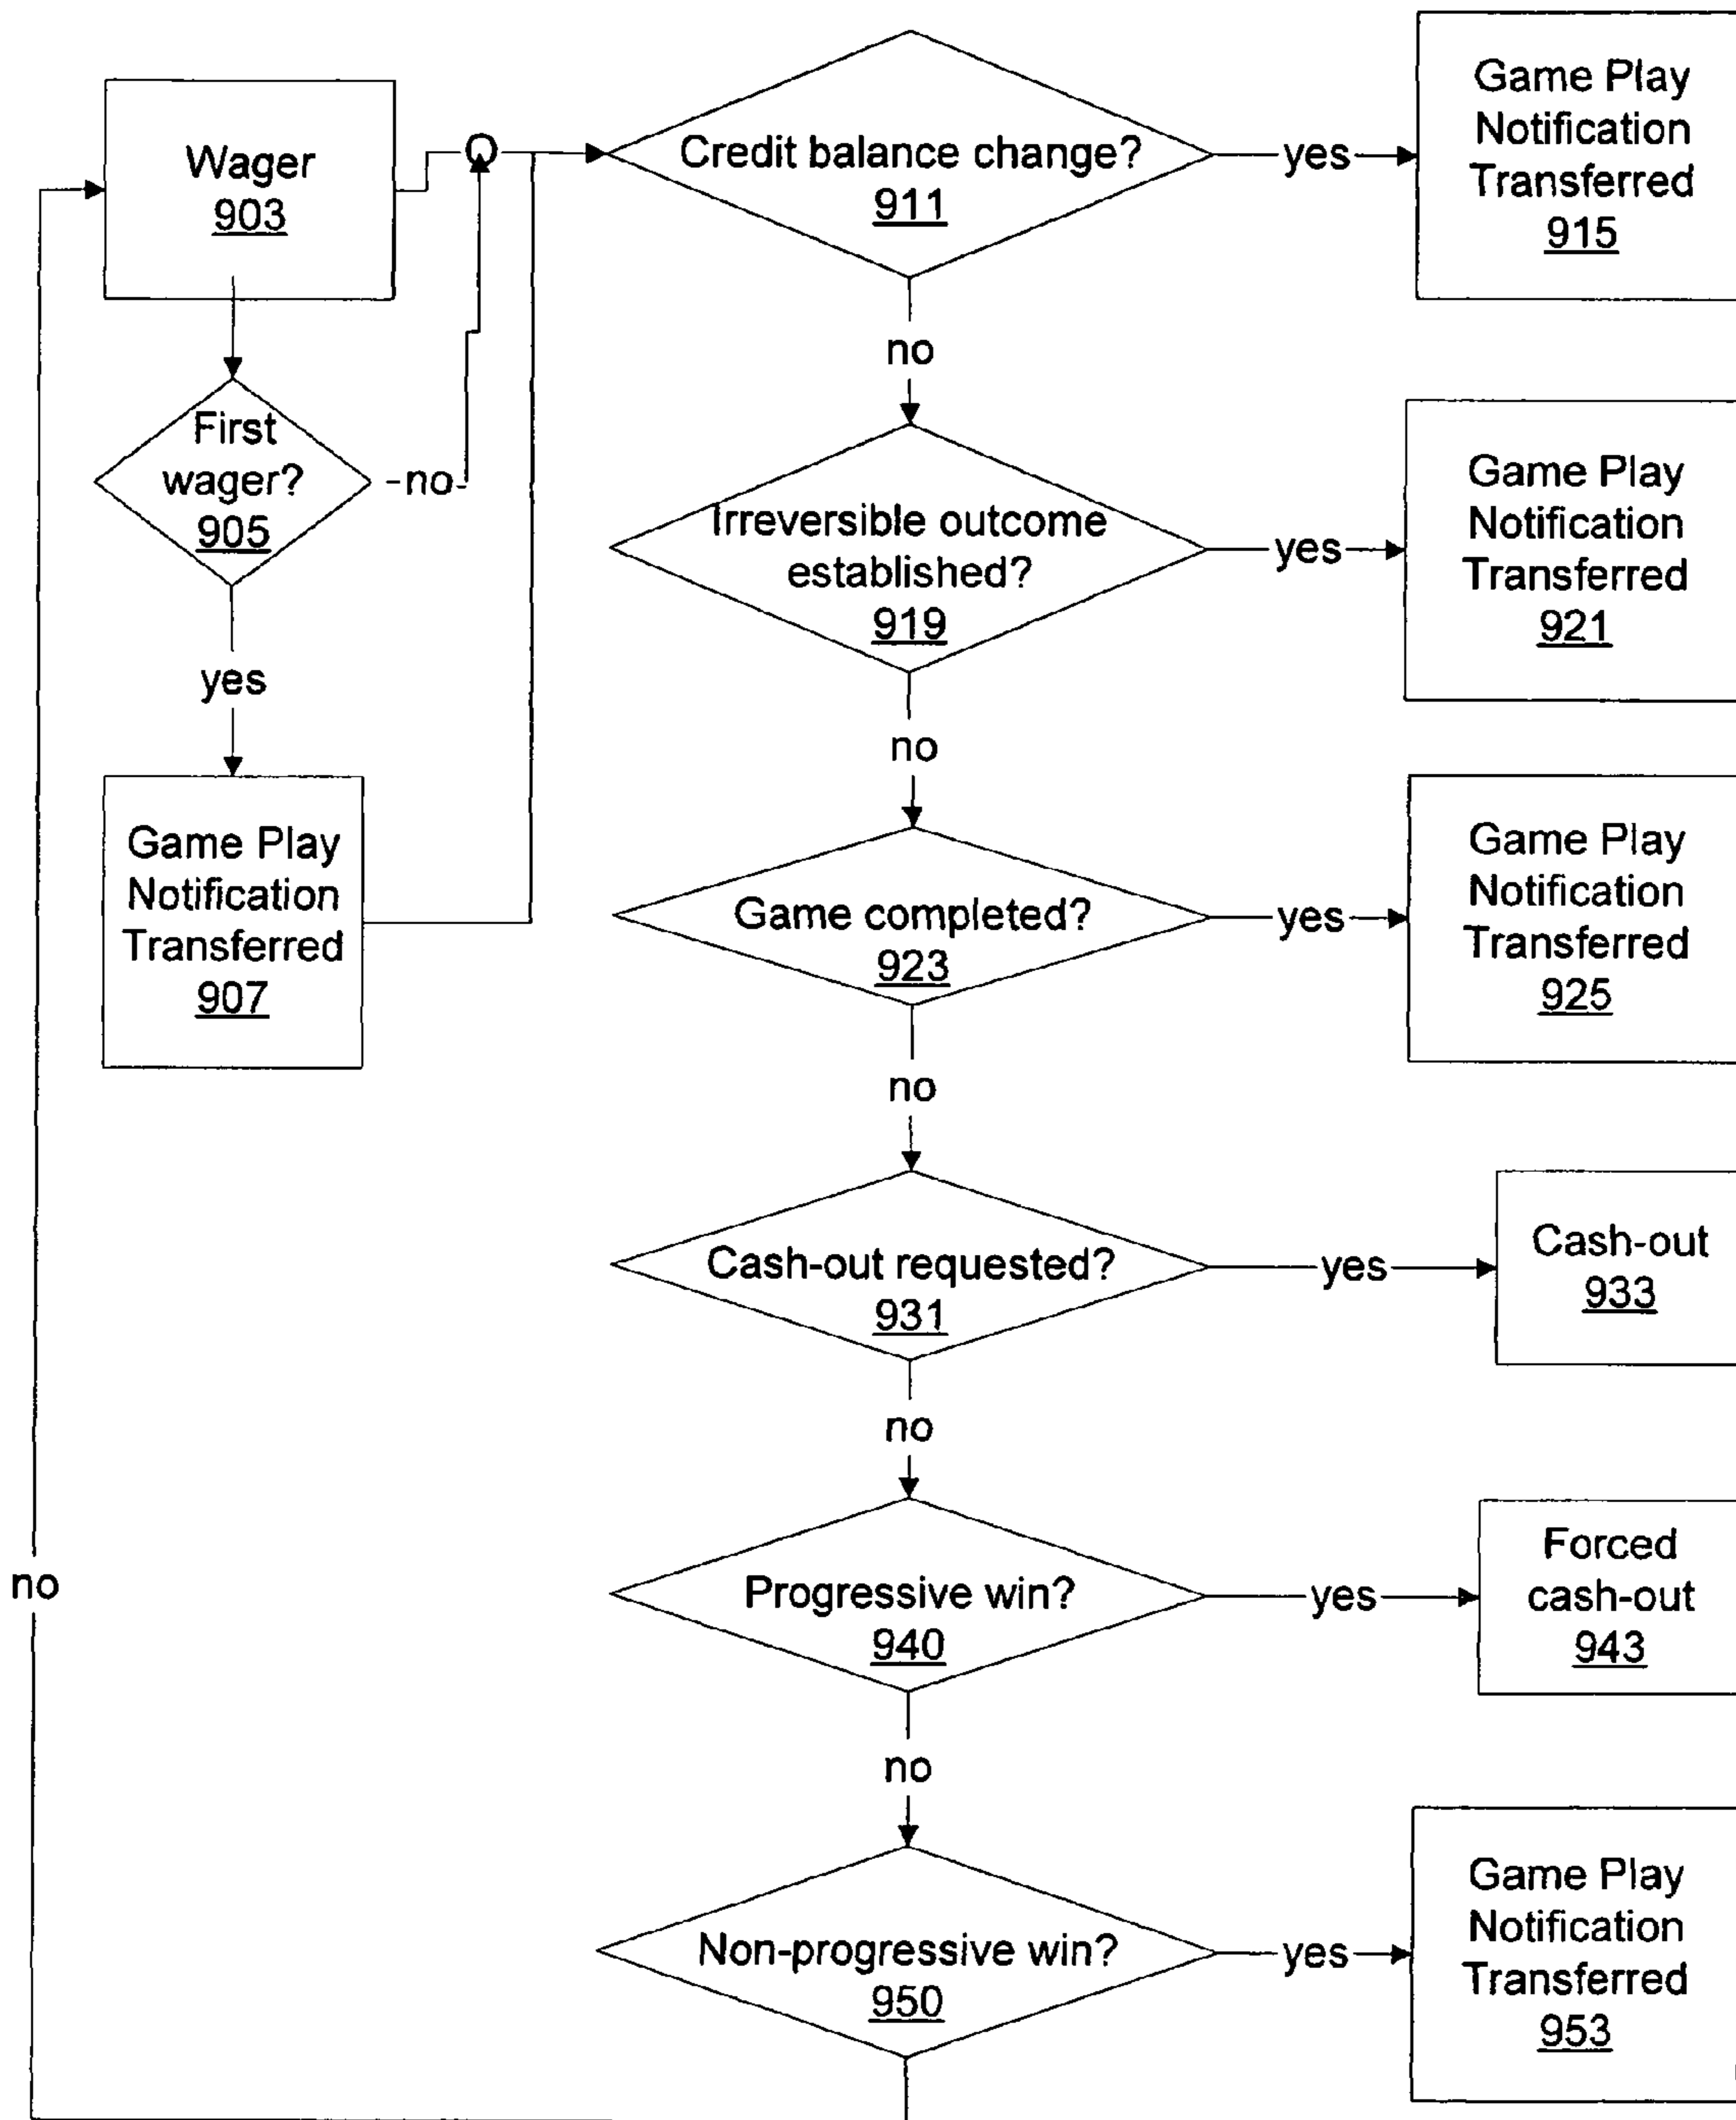 Wager
903
First
wager?
905
no
yes
Game Play
Notification
Transferred
907
Credit balance change?
911
yes
Game Play
Notification
Transferred
915
no
Irreversible outcome
established?
919
yes
Game Play
Notification
Transferred
921
no
Game completed?
923
yes
Game Play
Notification
Transferred
925
no
Cash-out requested?
931
yes
Cash-out
933
no
Progressive win?
940
yes
Forced
cash-out
943
no
Non-progressive win?
950
yes
Game Play
Notification
Transferred
953
no